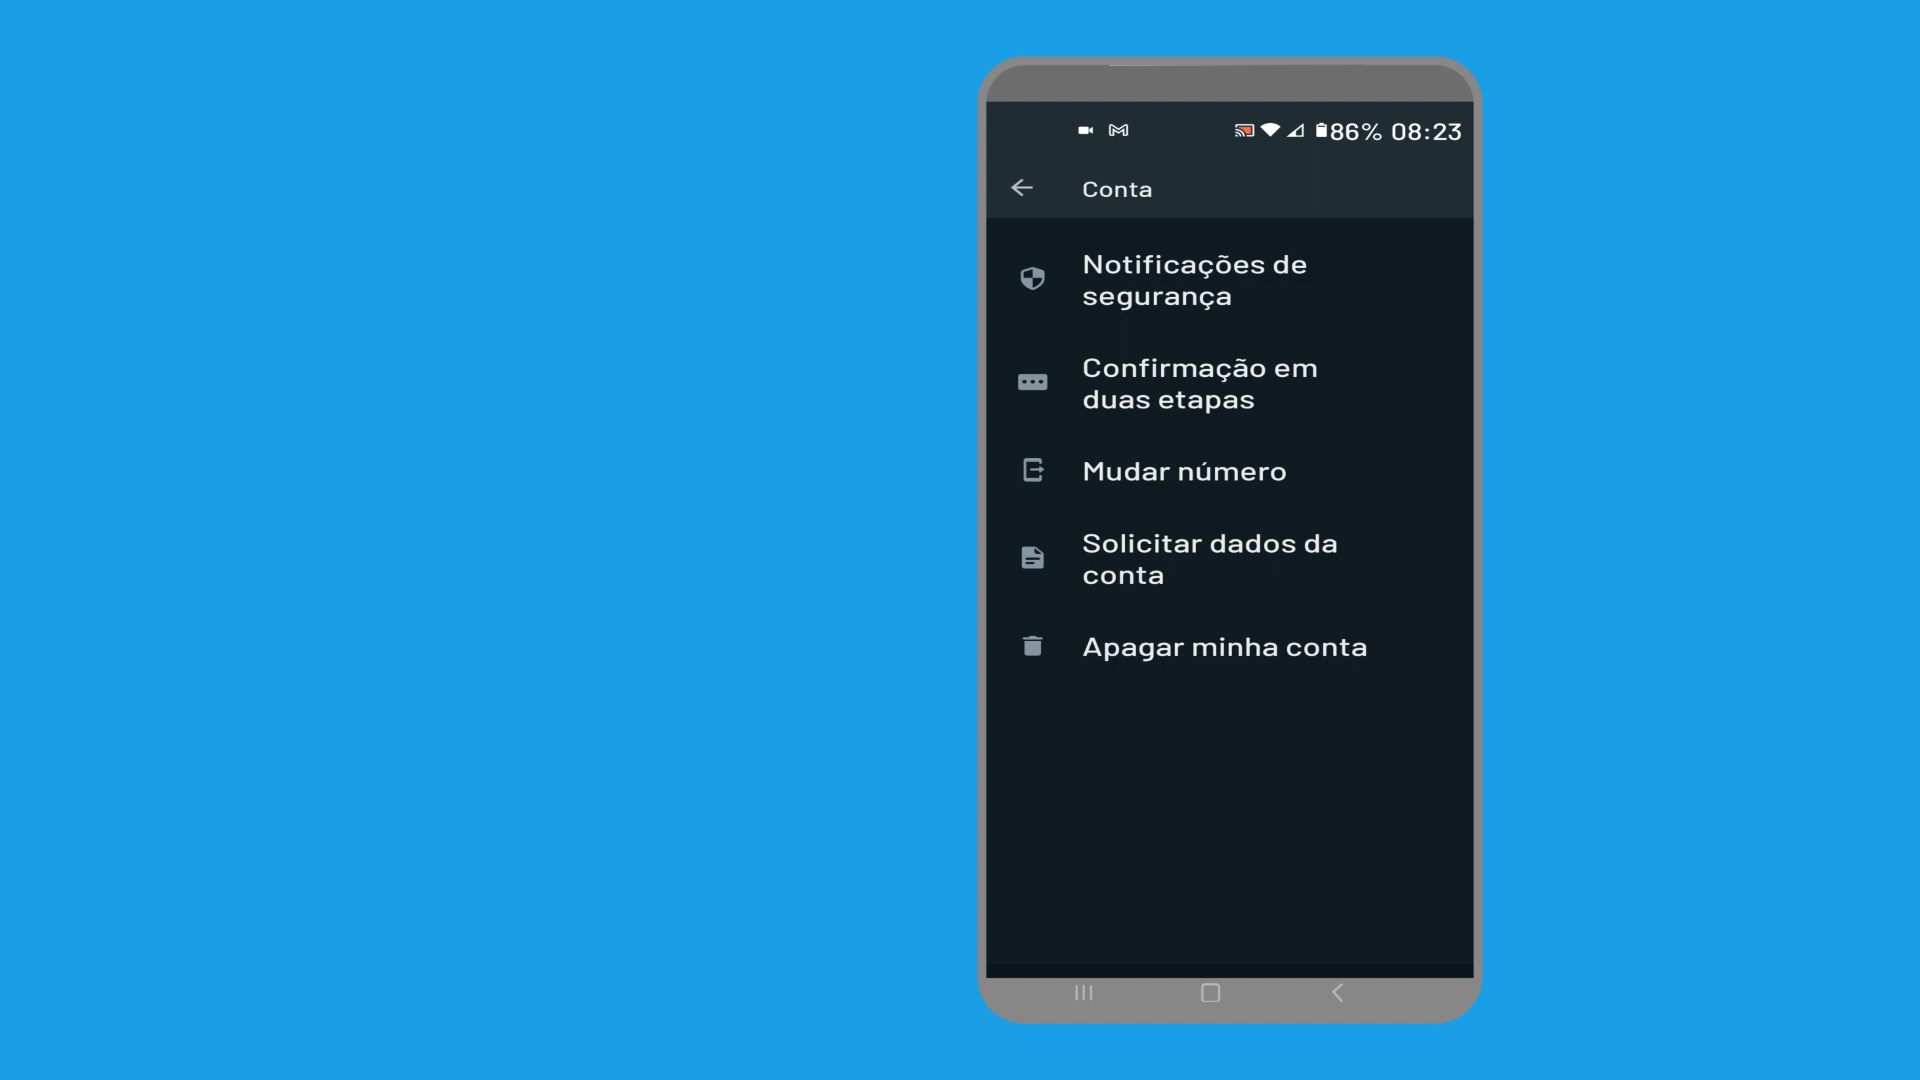 86% 08:23
Conta
Notificações de
segurança
Confirmação em
duas etapas
Mudar número
Solicitar dados da
conta
Apagar minha conta